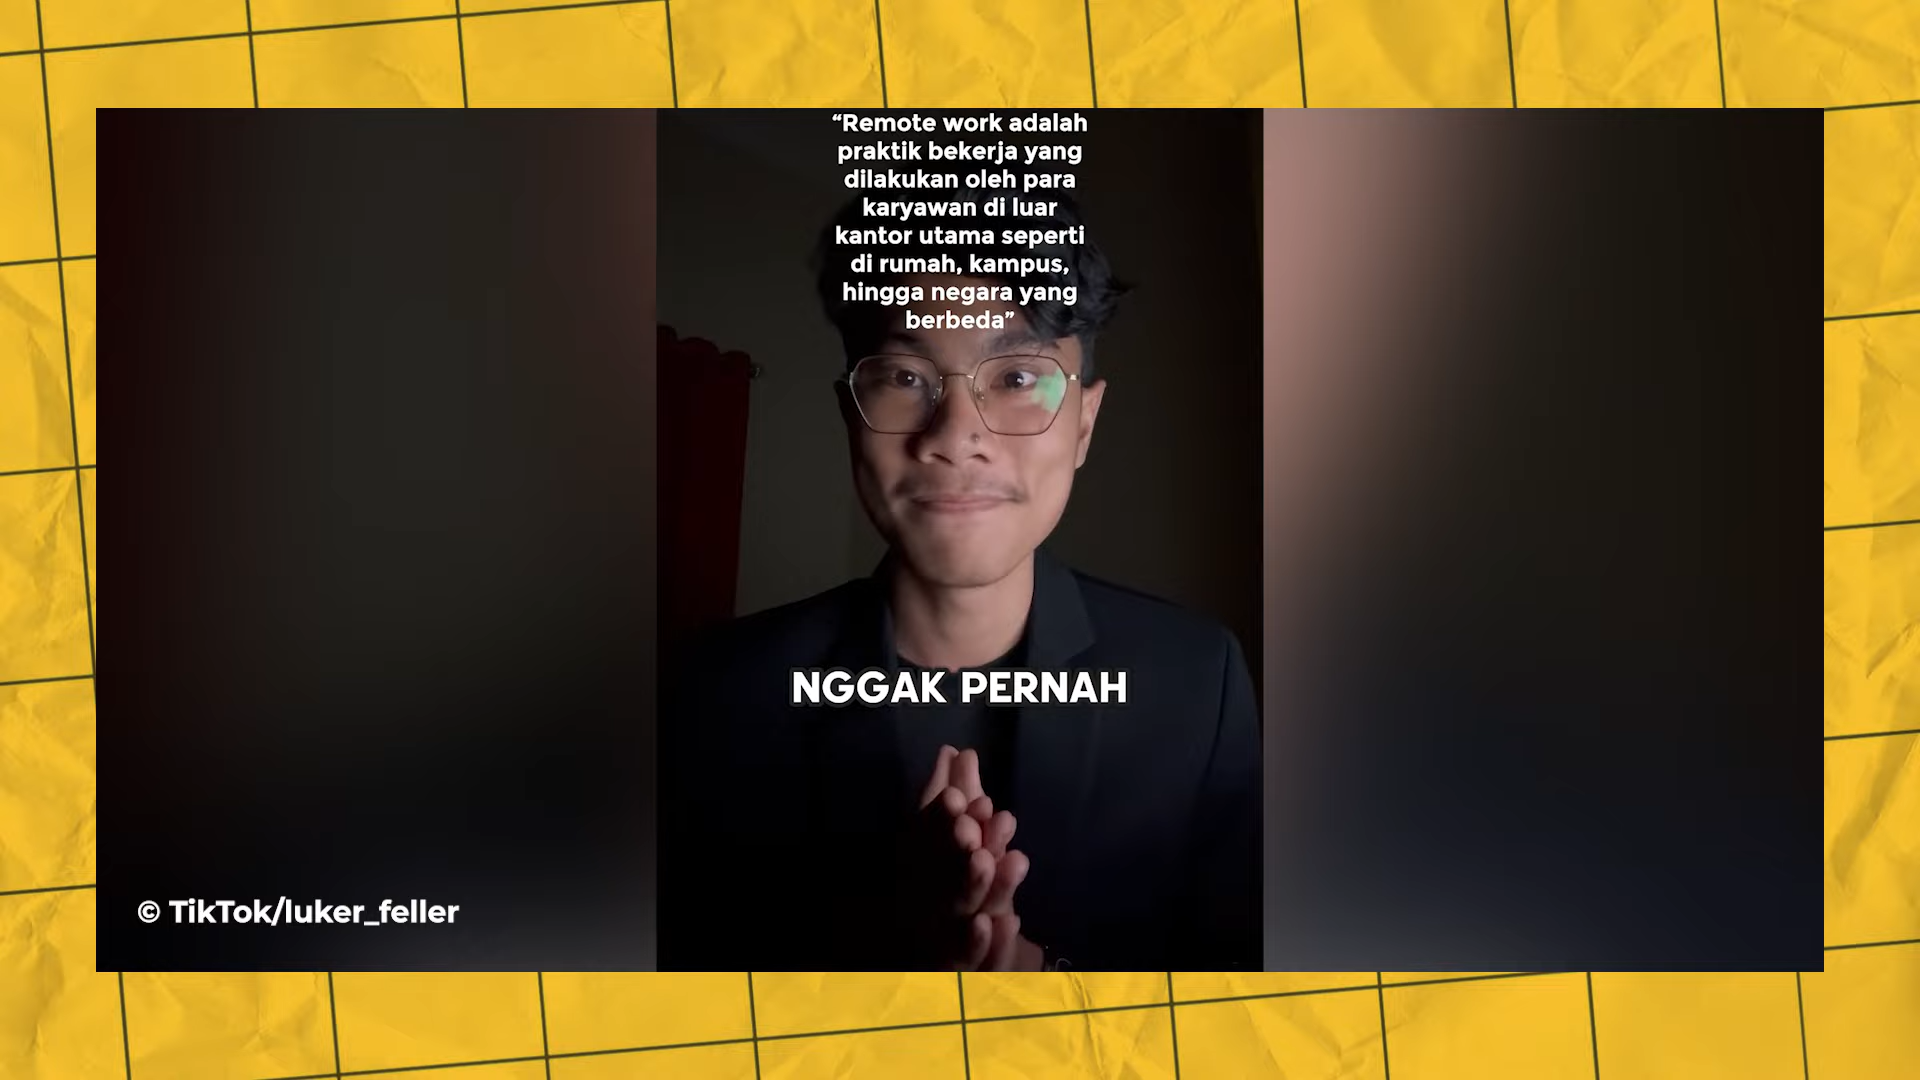 “Remote work adalah
praktik bekerja yang
dilakukan oleh para
karyawan di luar
kantor utama seperti
di rumah, kampus,
hingga negara yang
berbeda”
NGGAK PERNAH
© TikTok/luker_feller